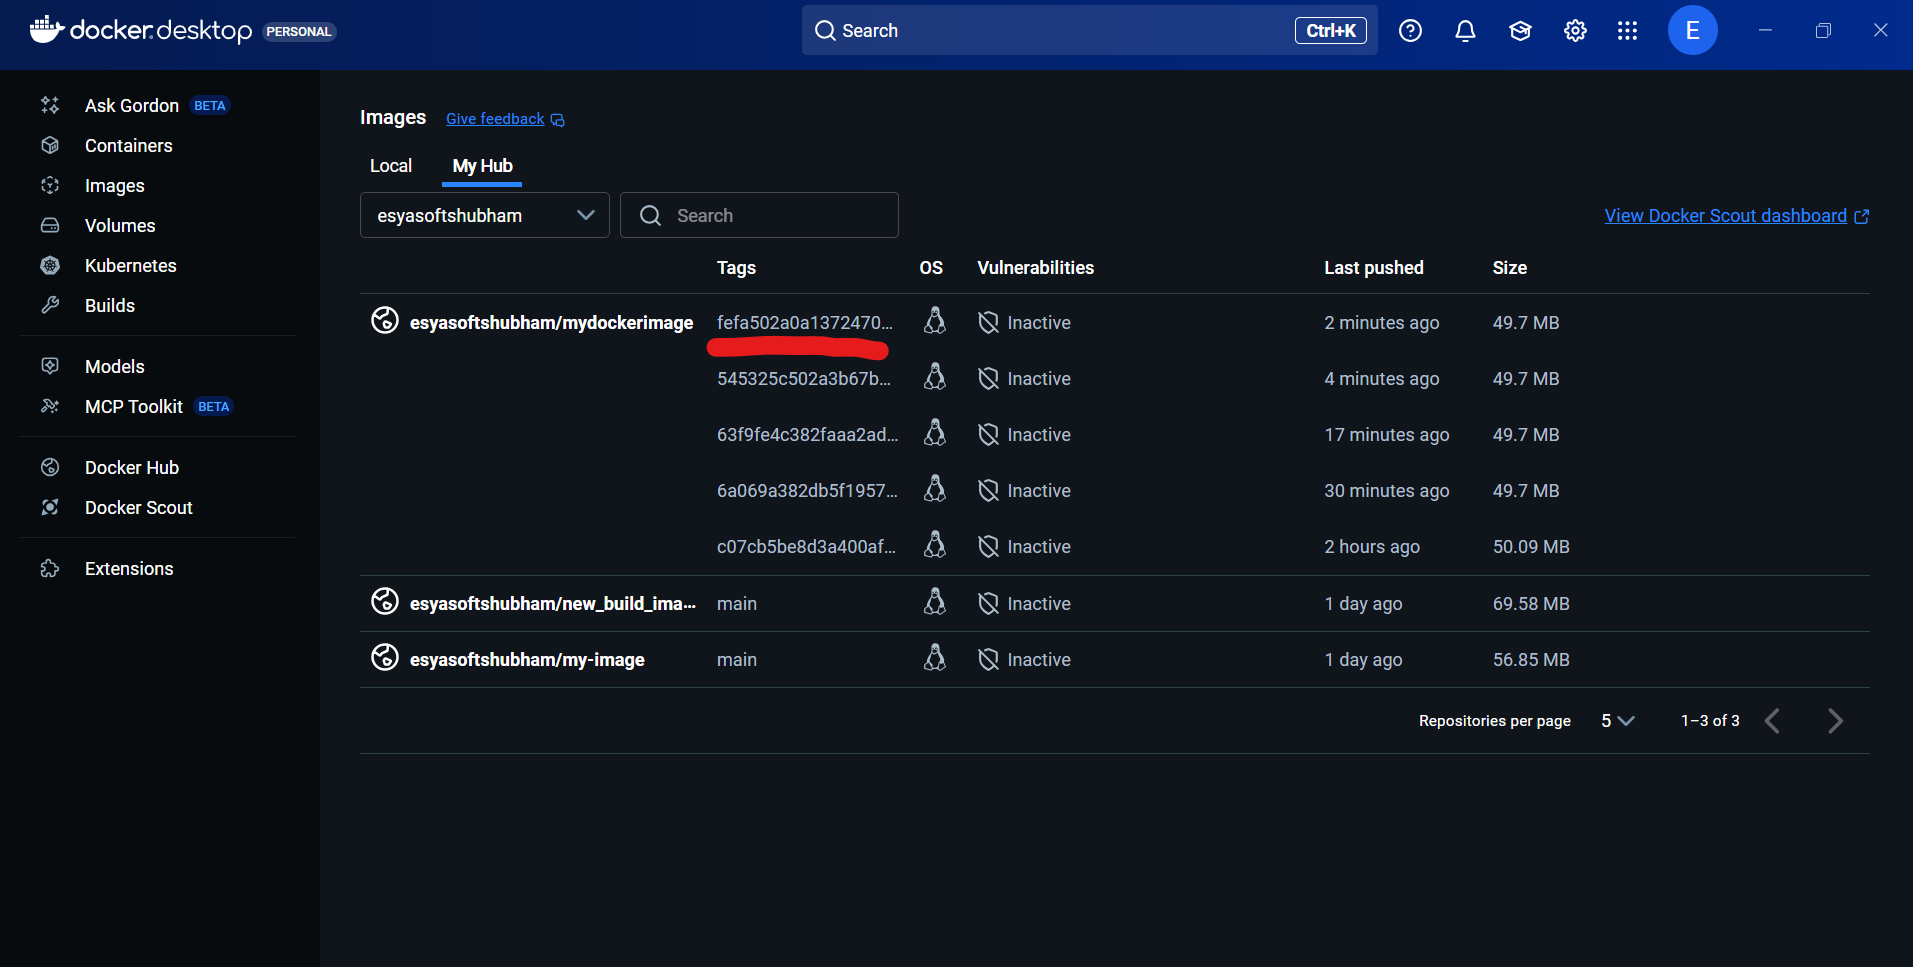 docker.desktop PERSONAL Search Ctrl+K E
Ask Gordon BETA
Containers
Images
Volumes
Kubernetes
Builds
Models
MCP Toolkit BETA
Docker Hub
Docker Scout
Extensions
Images Give feedback
Local My Hub
esyasoftshubham Search View Docker Scout dashboard
Tags OS Vulnerabilities Last pushed Size
esyasoftshubham/mydockerimage fefa502a0a1372470... Inactive 2 minutes ago 49.7 MB
545325c502a3b67b... Inactive 4 minutes ago 49.7 MB
63f9fe4c382faaa2ad... Inactive 17 minutes ago 49.7 MB
6a069a382db5f1957... Inactive 30 minutes ago 49.7 MB
c07cb5be8d3a400af... Inactive 2 hours ago 50.09 MB
esyasoftshubham/new_build_ima... main Inactive 1 day ago 69.58 MB
esyasoftshubham/my-image main Inactive 1 day ago 56.85 MB
Repositories per page 5 1–3 of 3